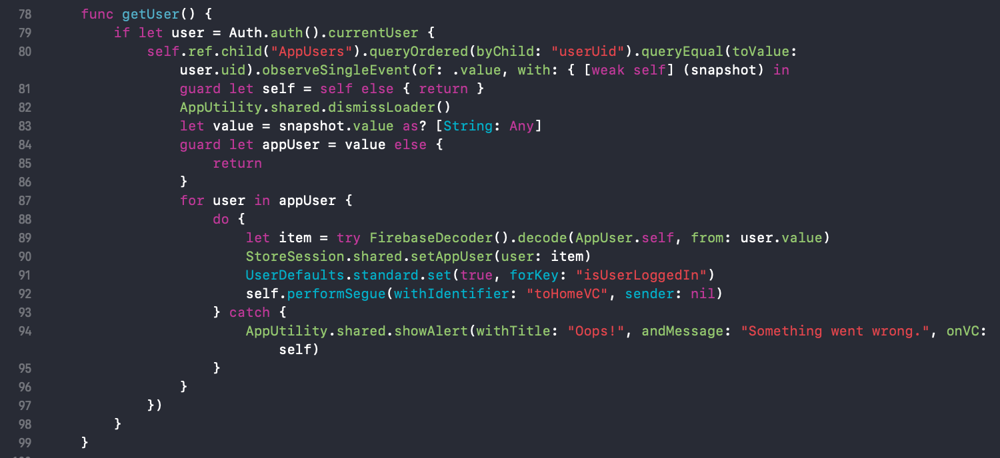 78 func getUser() {
79 if let user = Auth.auth().currentUser {
80 self.ref.child("AppUsers").queryOrdered(byChild: "userUid").queryEqual(toValue:
user.uid).observeSingleEvent(of: .value, with: { [weak self] (snapshot) in
81 guard let self = self else { return }
82 AppUtility.shared.dismissLoader()
83 let value = snapshot.value as? [String: Any]
84 guard let appUser = value else {
85 return
86 }
87 for user in appUser {
88 do {
89 let item = try FirebaseDecoder().decode(AppUser.self, from: user.value)
90 StoreSession.shared.setAppUser(user: item)
91 UserDefaults.standard.set(true, forKey: "isUserLoggedIn")
92 self.performSegue(withIdentifier: "toHomeVC", sender: nil)
93 } catch {
94 AppUtility.shared.showAlert(withTitle: "Oops!", andMessage: "Something went wrong.", onVC:
self)
95 }
96 }
97 })
98 }
99 }